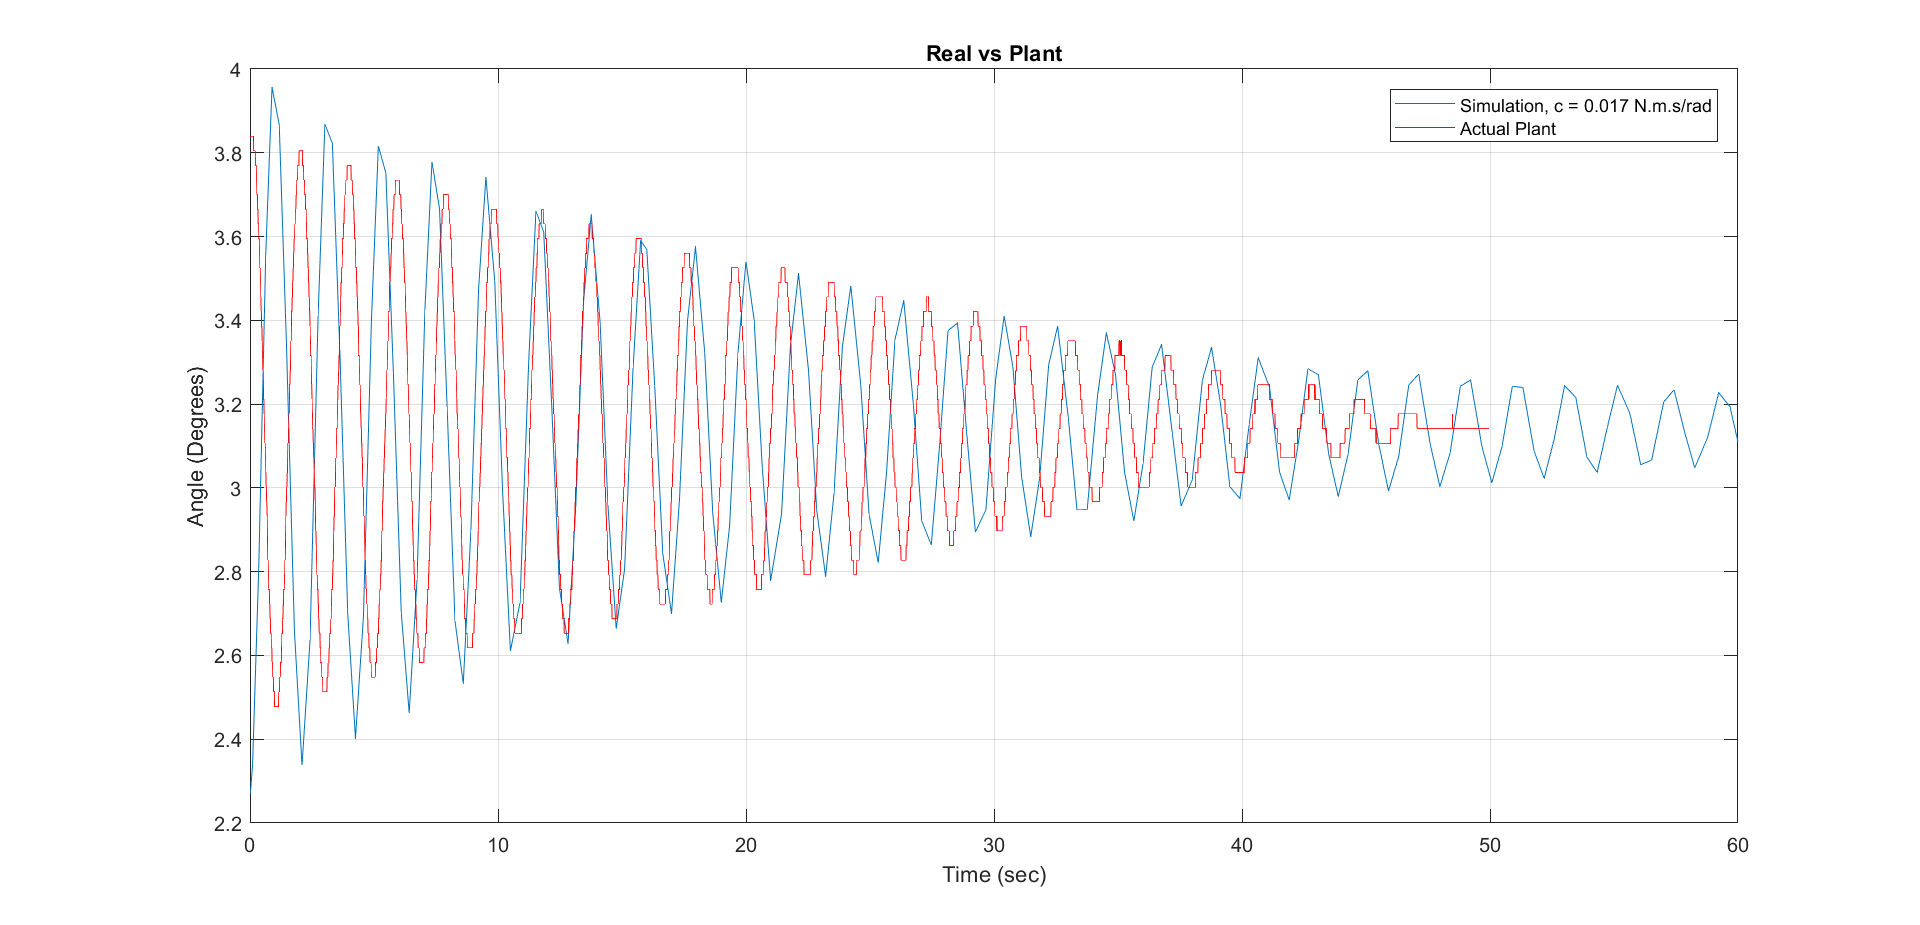 Real vs Plant
4
3.8
3.6
3.4
3.2
3
2.8
2.6
2.4
2.2
Angle (Degrees)
Simulation, c = 0.017 N.m.s/rad
Actual Plant
0 10 20 30 40 50 60
Time (sec)